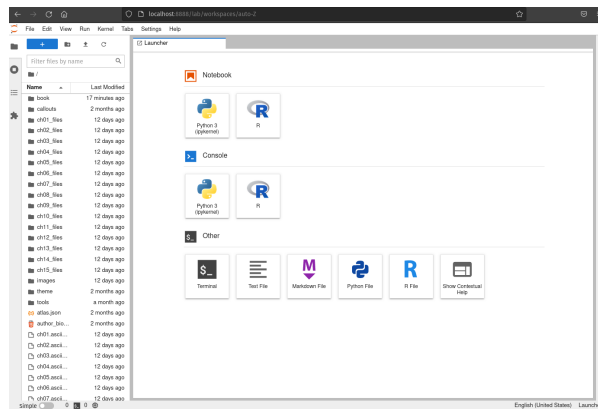 localhost:8888/lab/workspaces/auto-2
File Edit View Run Kernel Tabs Settings Help
+
Launcher
Filter files by name
/
Name Last Modified
book 17 minutes ago
callouts 2 months ago
ch01_files 12 days ago
ch02_files 12 days ago
ch03_files 12 days ago
ch04_files 12 days ago
ch05_files 12 days ago
ch06_files 12 days ago
ch07_files 12 days ago
ch08_files 12 days ago
ch09_files 12 days ago
ch10_files 12 days ago
ch11_files 12 days ago
ch12_files 12 days ago
ch13_files 12 days ago
ch14_files 12 days ago
ch15_files 12 days ago
images 12 days ago
theme 2 months ago
tools a month ago
atlas.json 2 months ago
author_bio... 2 months ago
ch01.ascii... 12 days ago
ch02.ascii... 12 days ago
ch03.ascii... 12 days ago
ch04.ascii... 12 days ago
ch05.ascii... 12 days ago
ch06.ascii... 12 days ago
ch07.ascii... 12 days ago
Notebook
Python 3
(ipykernel)
R
Console
Python 3
(ipykernel)
R
$_ Other
Terminal
Text File
Markdown File
Python File
R File
Show Contextual
Help
Simple 0 0
English (United States) Launcher